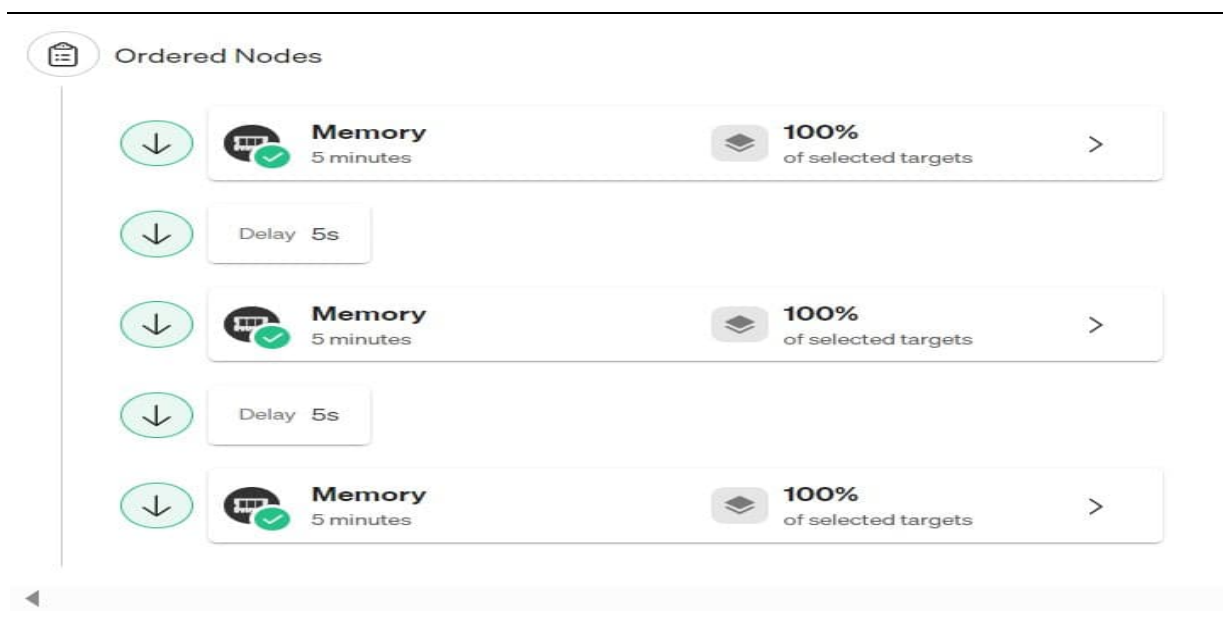 Ordered Nodes
Memory
5 minutes
100%
of selected targets
Delay 5s
Memory
5 minutes
100%
of selected targets
Delay 5s
Memory
5 minutes
100%
of selected targets